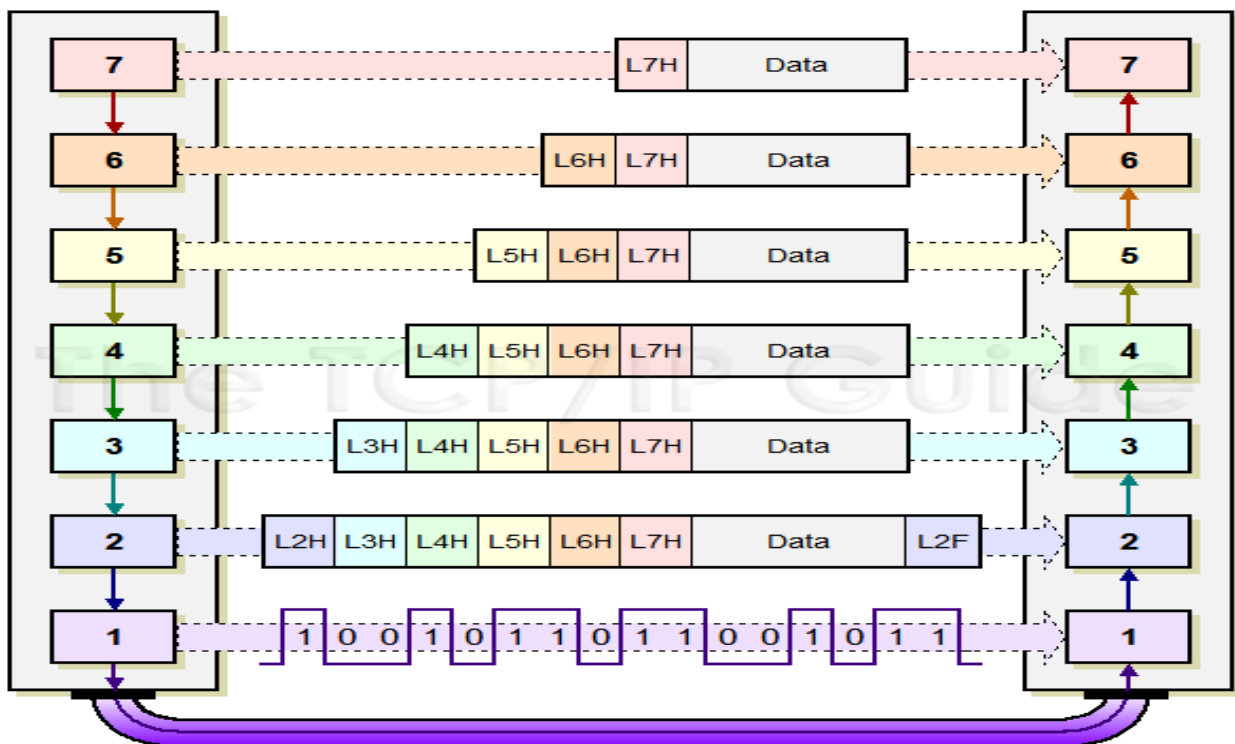 7 L7H Data 7
6 L6H L7H Data 6
5 L5H L6H L7H Data 5
4 L4H L5H L6H L7H Data 4
The TCP/IP Guide
3 L3H L4H L5H L6H L7H Data 3
2 L2H L3H L4H L5H L6H L7H Data L2F 2
1 1 0 0 1 0 1 1 0 1 1 0 0 1 0 1 1 1